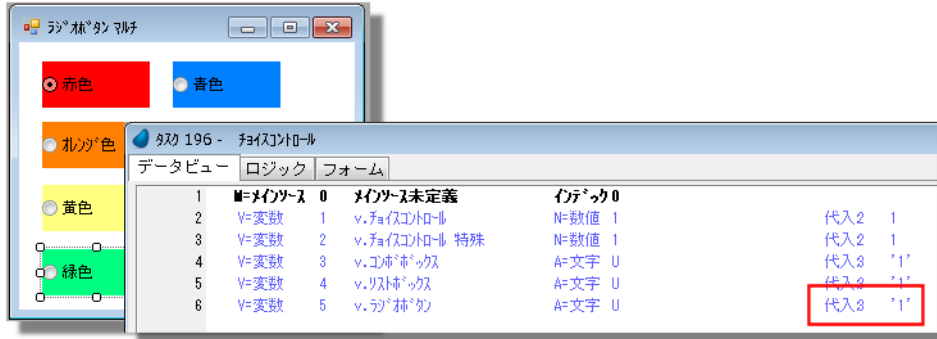 ﾗｼﾞｵﾎﾞﾀﾝ ﾏﾙﾁ
赤色
青色
ｵﾚﾝｼﾞ色
黄色
緑色
ﾀｽｸ 196 - ﾁｮｲｽｺﾝﾄﾛｰﾙ
データビュー ロジック フォーム
1 M=ﾒｲﾝｿｰｽ 0 ﾒｲﾝｿｰｽ未定義 ｲﾝﾃﾞｯｸ 0
2 V=変数 1 v.ﾁｮｲｽｺﾝﾄﾛｰﾙ N=数値 1 代入2 1
3 V=変数 2 v.ﾁｮｲｽｺﾝﾄﾛｰﾙ 特殊 N=数値 1 代入2 1
4 V=変数 3 v.ｺﾝﾎﾞﾎﾞｯｸｽ A=文字 U 代入3 '1'
5 V=変数 4 v.ﾘｽﾄﾎﾞｯｸｽ A=文字 U 代入3 '1'
6 V=変数 5 v.ﾗｼﾞｵﾎﾞﾀﾝ A=文字 U 代入3 '1'